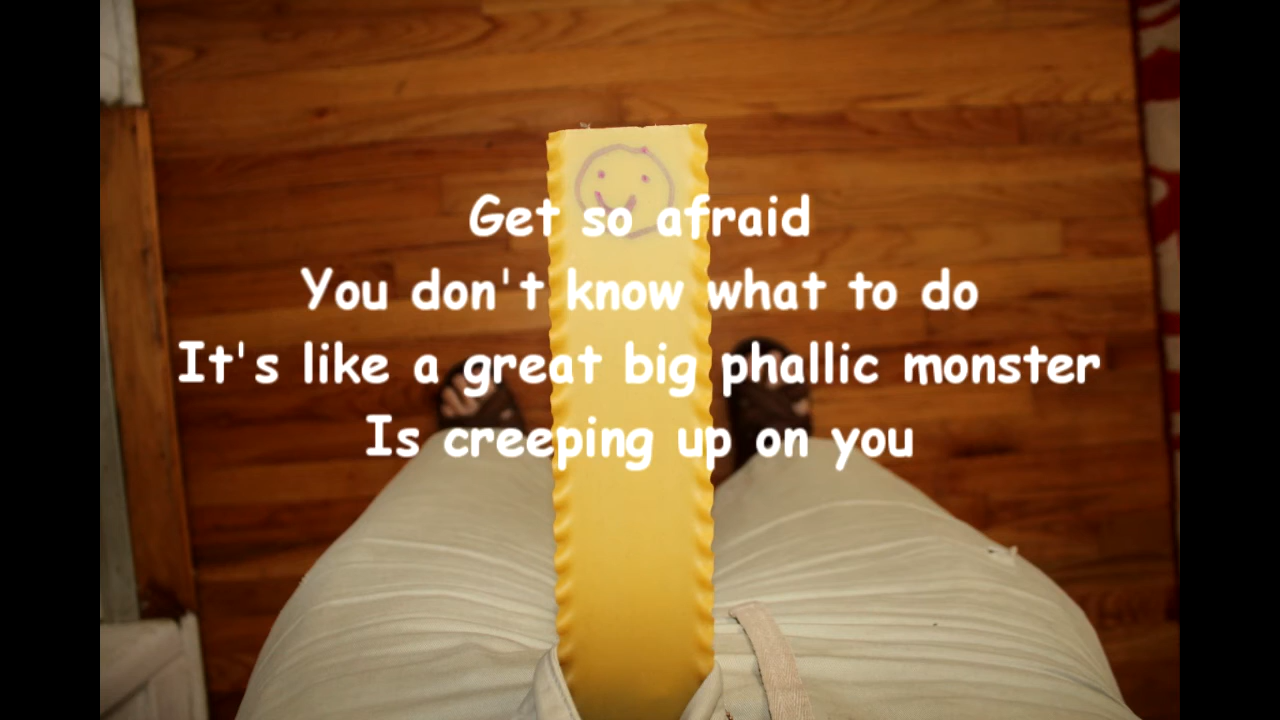 Get so afraid
You don't know what to do
It's like a great big phallic monster
Is creeping up on you